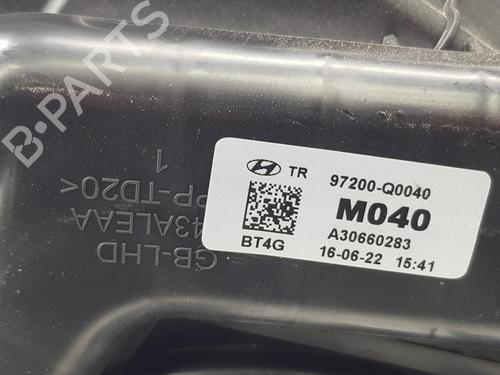 B-PARTS
TR 97200-Q0040
M040
BT4G A30660283
16-06-22 15:41
1
PP-TD20<
43ALEAA
GB-LHD